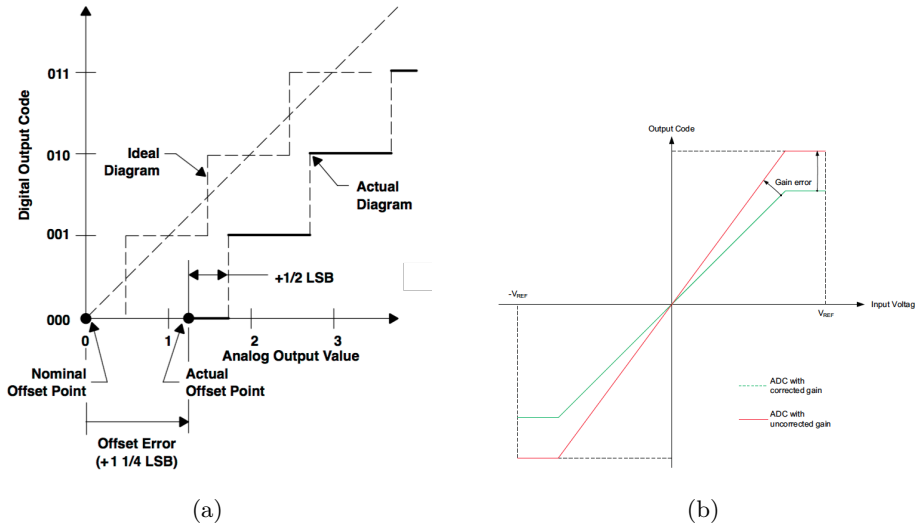 011
010
001
000
Digital Output Code
Ideal
Diagram
Actual
Diagram
+1/2 LSB
0
1
2
3
Analog Output Value
Nominal
Offset Point
Actual
Offset Point
Offset Error
(+1 1/4 LSB)
(a)
Output Code
Gain error
-VREF
VREF
Input Voltag
ADC with
corrected gain
ADC with
uncorrected gain
(b)